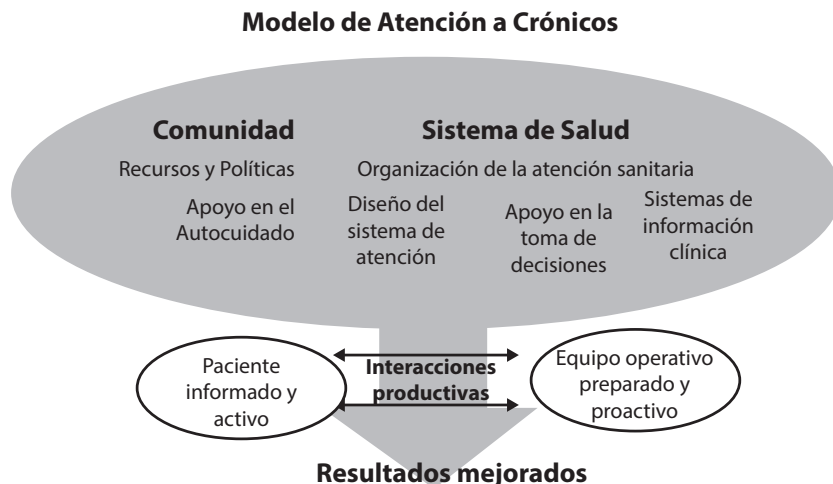 Modelo de Atención a Crónicos
Comunidad
Recursos y Políticas
Apoyo en el
Autocuidado
Sistema de Salud
Organización de la atención sanitaria
Diseño del
sistema de
atención
Apoyo en la
toma de
decisiones
Sistemas de
información
clínica
Paciente
informado y
activo
Interacciones
productivas
Equipo operativo
preparado y
proactivo
Resultados mejorados